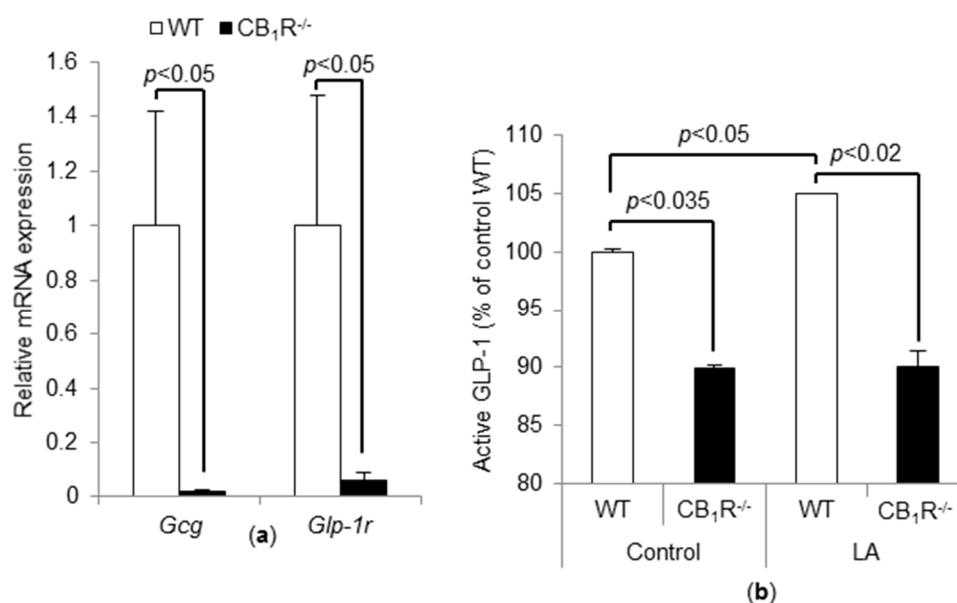 WT CB₁R⁻/⁻
Relative mRNA expression
1.6
1.4
1.2
1
0.8
0.6
0.4
0.2
0
p<0.05
p<0.05
Gcg Glp-1r
(a)
Active GLP-1 (% of control WT)
110
105
100
95
90
85
80
p<0.05
p<0.02
p<0.035
WT CB₁R⁻/⁻ WT CB₁R⁻/⁻
Control LA
(b)